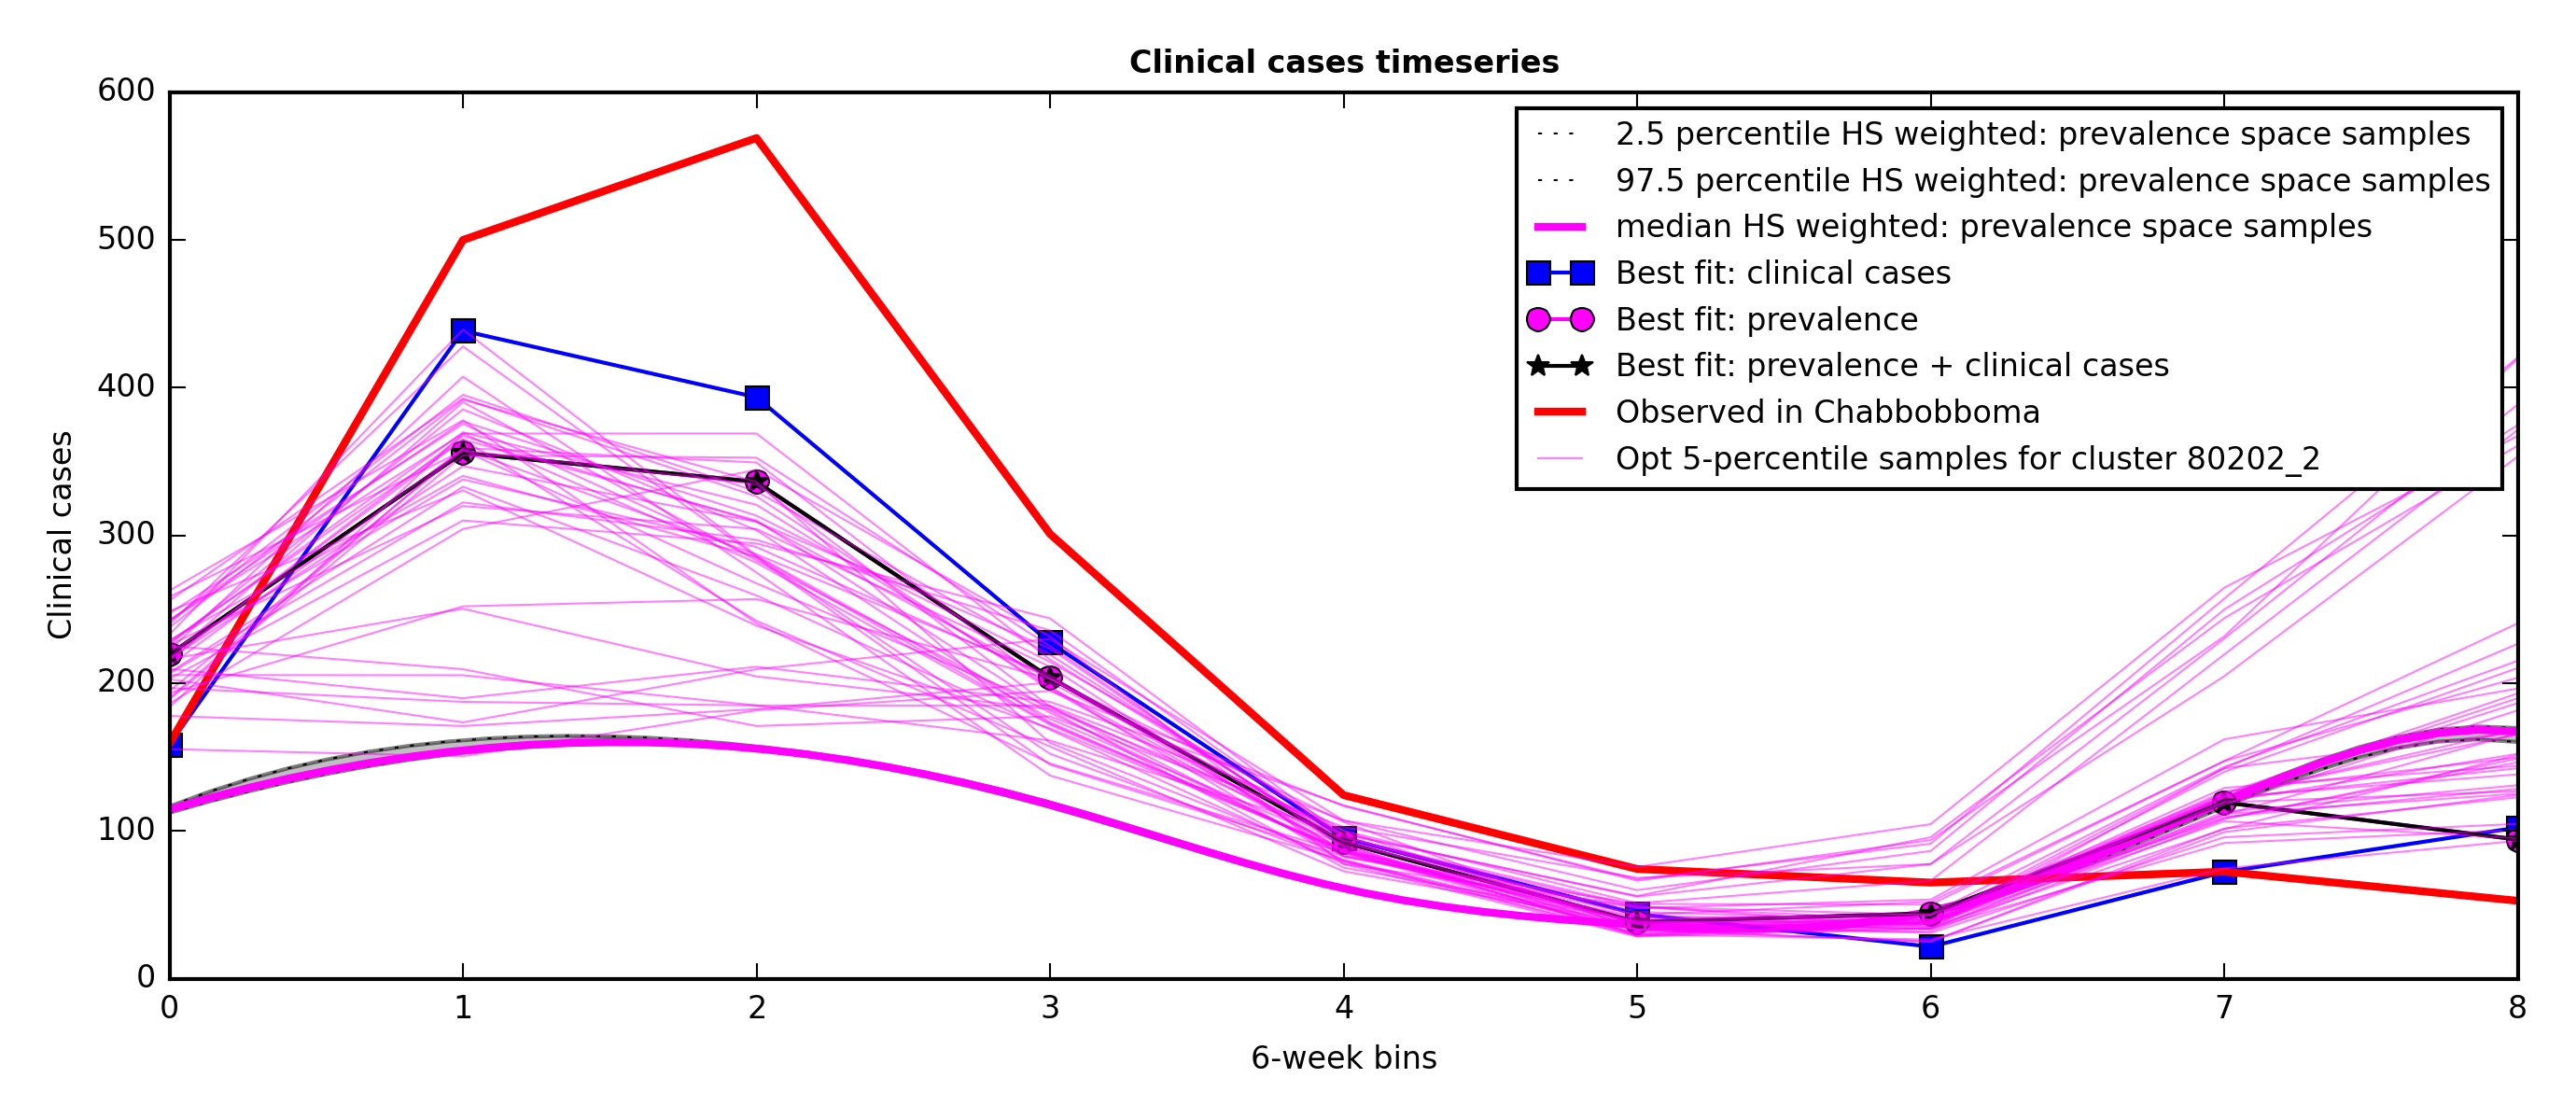 Clinical cases timeseries
600
500
400
300
200
100
0
Clinical cases
2.5 percentile HS weighted: prevalence space samples
97.5 percentile HS weighted: prevalence space samples
median HS weighted: prevalence space samples
Best fit: clinical cases
Best fit: prevalence
Best fit: prevalence + clinical cases
Observed in Chabbobboma
Opt 5-percentile samples for cluster 80202_2
0 1 2 3 4 5 6 7 8
6-week bins